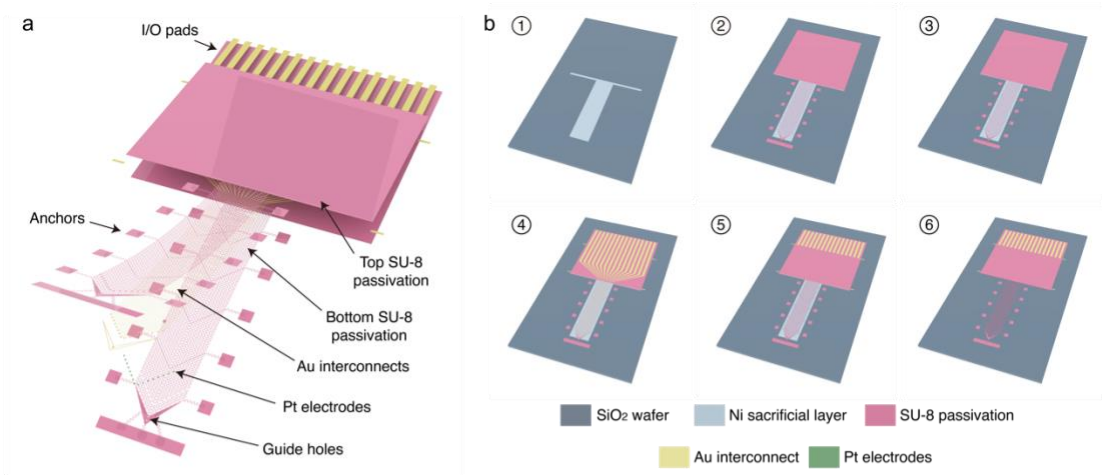 a
I/O pads
Anchors
Top SU-8
passivation
Bottom SU-8
passivation
Au interconnects
Pt electrodes
Guide holes
b
①
②
③
④
⑤
⑥
SiO₂ wafer
Ni sacrificial layer
SU-8 passivation
Au interconnect
Pt electrodes